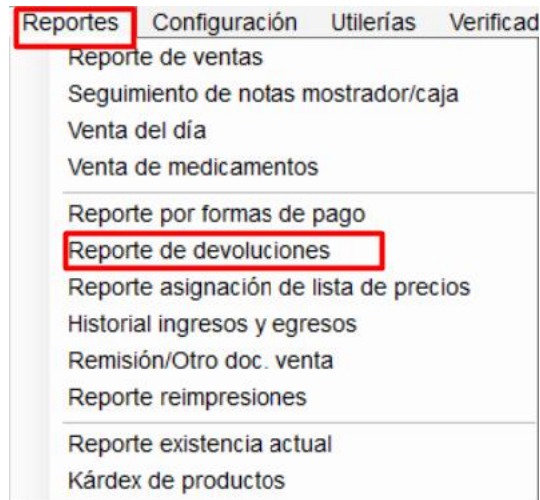 Reportes Configuración Utilerías Verificad
Reporte de ventas
Seguimiento de notas mostrador/caja
Venta del día
Venta de medicamentos
Reporte por formas de pago
Reporte de devoluciones
Reporte asignación de lista de precios
Historial ingresos y egresos
Remisión/Otro doc. venta
Reporte reimpresiones
Reporte existencia actual
Kárdex de productos